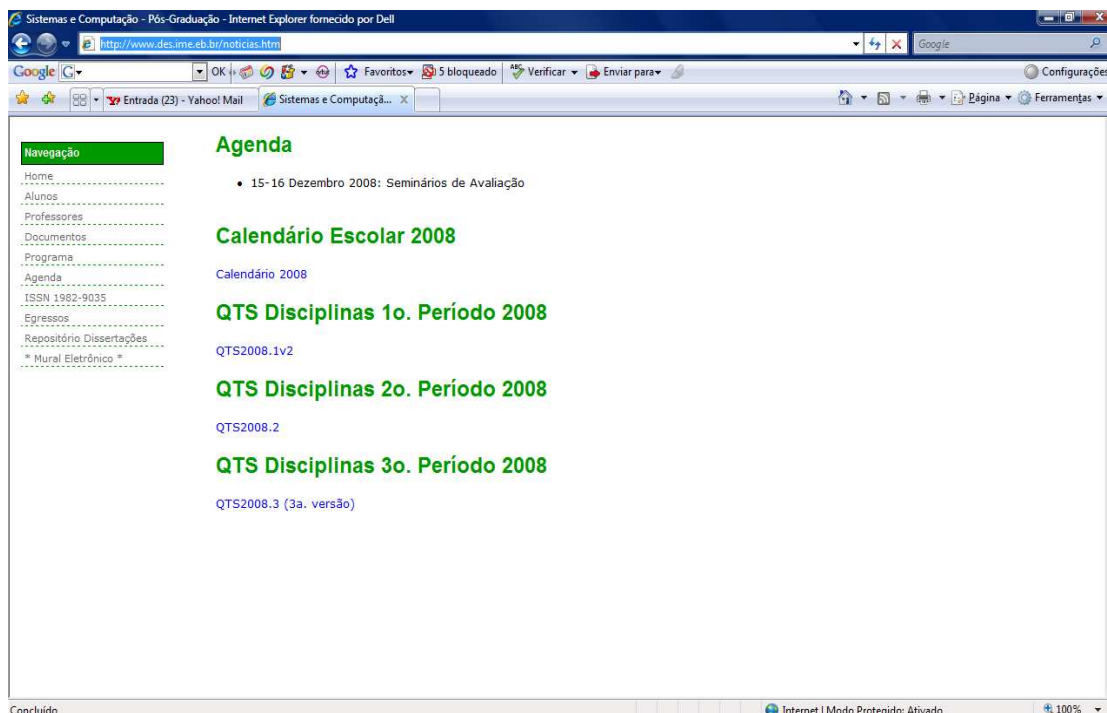 Sistemas e Computação - Pós-Graduação - Internet Explorer fornecido por Dell
http://www.des.ime.eb.br/noticias.htm
Google
Google G
OK
Favoritos
5 bloqueado
Verificar
Enviar para
Configurações
Entrada (23) - Yahoo! Mail
Sistemas e Computaçã...
Página
Ferramentas
Navegação
Home
Alunos
Professores
Documentos
Programa
Agenda
ISSN 1982-9035
Egressos
Repositório Dissertações
* Mural Eletrônico *
Agenda
• 15-16 Dezembro 2008: Seminários de Avaliação
Calendário Escolar 2008
Calendário 2008
QTS Disciplinas 1o. Período 2008
QTS2008.1v2
QTS Disciplinas 2o. Período 2008
QTS2008.2
QTS Disciplinas 3o. Período 2008
QTS2008.3 (3a. versão)
Concluído
Internet | Modo Protegido: Ativado
100%